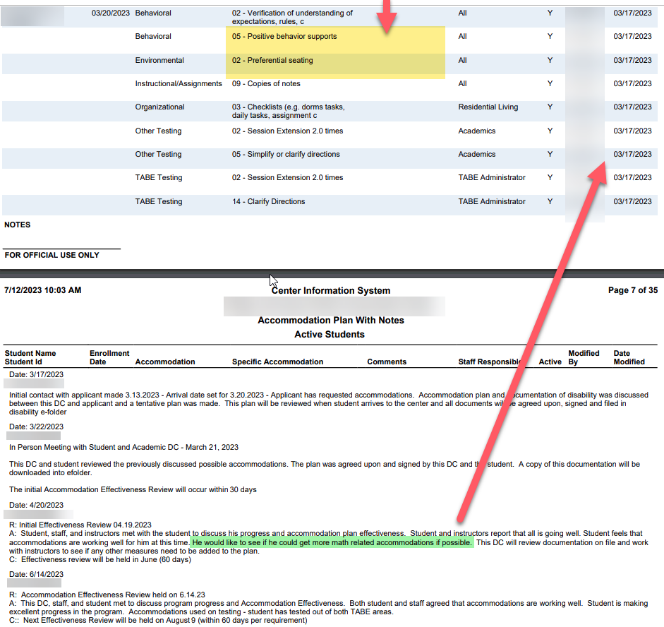 03/20/2023 Behavioral 02 - Verification of understanding of expectations, rules, c All Y 03/17/2023
Behavioral 05 - Positive behavior supports All Y 03/17/2023
Environmental 02 - Preferential seating All Y 03/17/2023
Instructional/Assignments 09 - Copies of notes All Y 03/17/2023
Organizational 03 - Checklists (e.g. dorms tasks, daily tasks, assignment c Residential Living Y 03/17/2023
Other Testing 02 - Session Extension 2.0 times Academics Y 03/17/2023
Other Testing 05 - Simplify or clarify directions Academics Y 03/17/2023
TABE Testing 02 - Session Extension 2.0 times TABE Administrator Y 03/17/2023
TABE Testing 14 - Clarify Directions TABE Administrator Y 03/17/2023
NOTES
FOR OFFICIAL USE ONLY
7/12/2023 10:03 AM Center Information System Page 7 of 35
Accommodation Plan With Notes
Active Students
Student Name Enrollment Modified Date
Student Id Date Accommodation Specific Accommodation Comments Staff Responsible Active By Modified
Date: 3/17/2023
Initial contact with applicant made 3.13.2023 - Arrival date set for 3.20.2023 - Applicant has requested accommodations. Accommodation plan and documentation of disability was discussed
between this DC and applicant and a tentative plan was made. This plan will be reviewed when student arrives to the center and all documents will be agreed upon, signed and filed in
disability e-folder
Date: 3/22/2023
In Person Meeting with Student and Academic DC - March 21, 2023
This DC and student reviewed the previously discussed possible accommodations. The plan was agreed upon and signed by this DC and the student. A copy of this documentation will be
downloaded into efolder.
The initial Accommodation Effectiveness Review will occur within 30 days
Date: 4/20/2023
R: Initial Effectiveness Review 04.19.2023
A: Student, staff, and instructors met with the student to discuss his progress and accommodation plan effectiveness. Student and instructors report that all is going well. Student feels that
accommodations are working well for him at this time. He would like to see if he could get more math related accommodations if possible. This DC will review documentation on file and work
with instructors to see if any other measures need to be added to the plan.
C: Effectiveness review will be held in June (60 days)
Date: 6/14/2023
R: Accommodation Effectiveness Review held on 6.14.23
A: This DC, staff, and student met to discuss program progress and Accommodation Effectiveness. Both student and staff agreed that accommodations are working well. Student is making
excellent progress in the program. Accommodations used on testing - student has tested out of both TABE areas.
C:: Next Effectiveness Review will be held on August 9 (within 60 days per requirement)